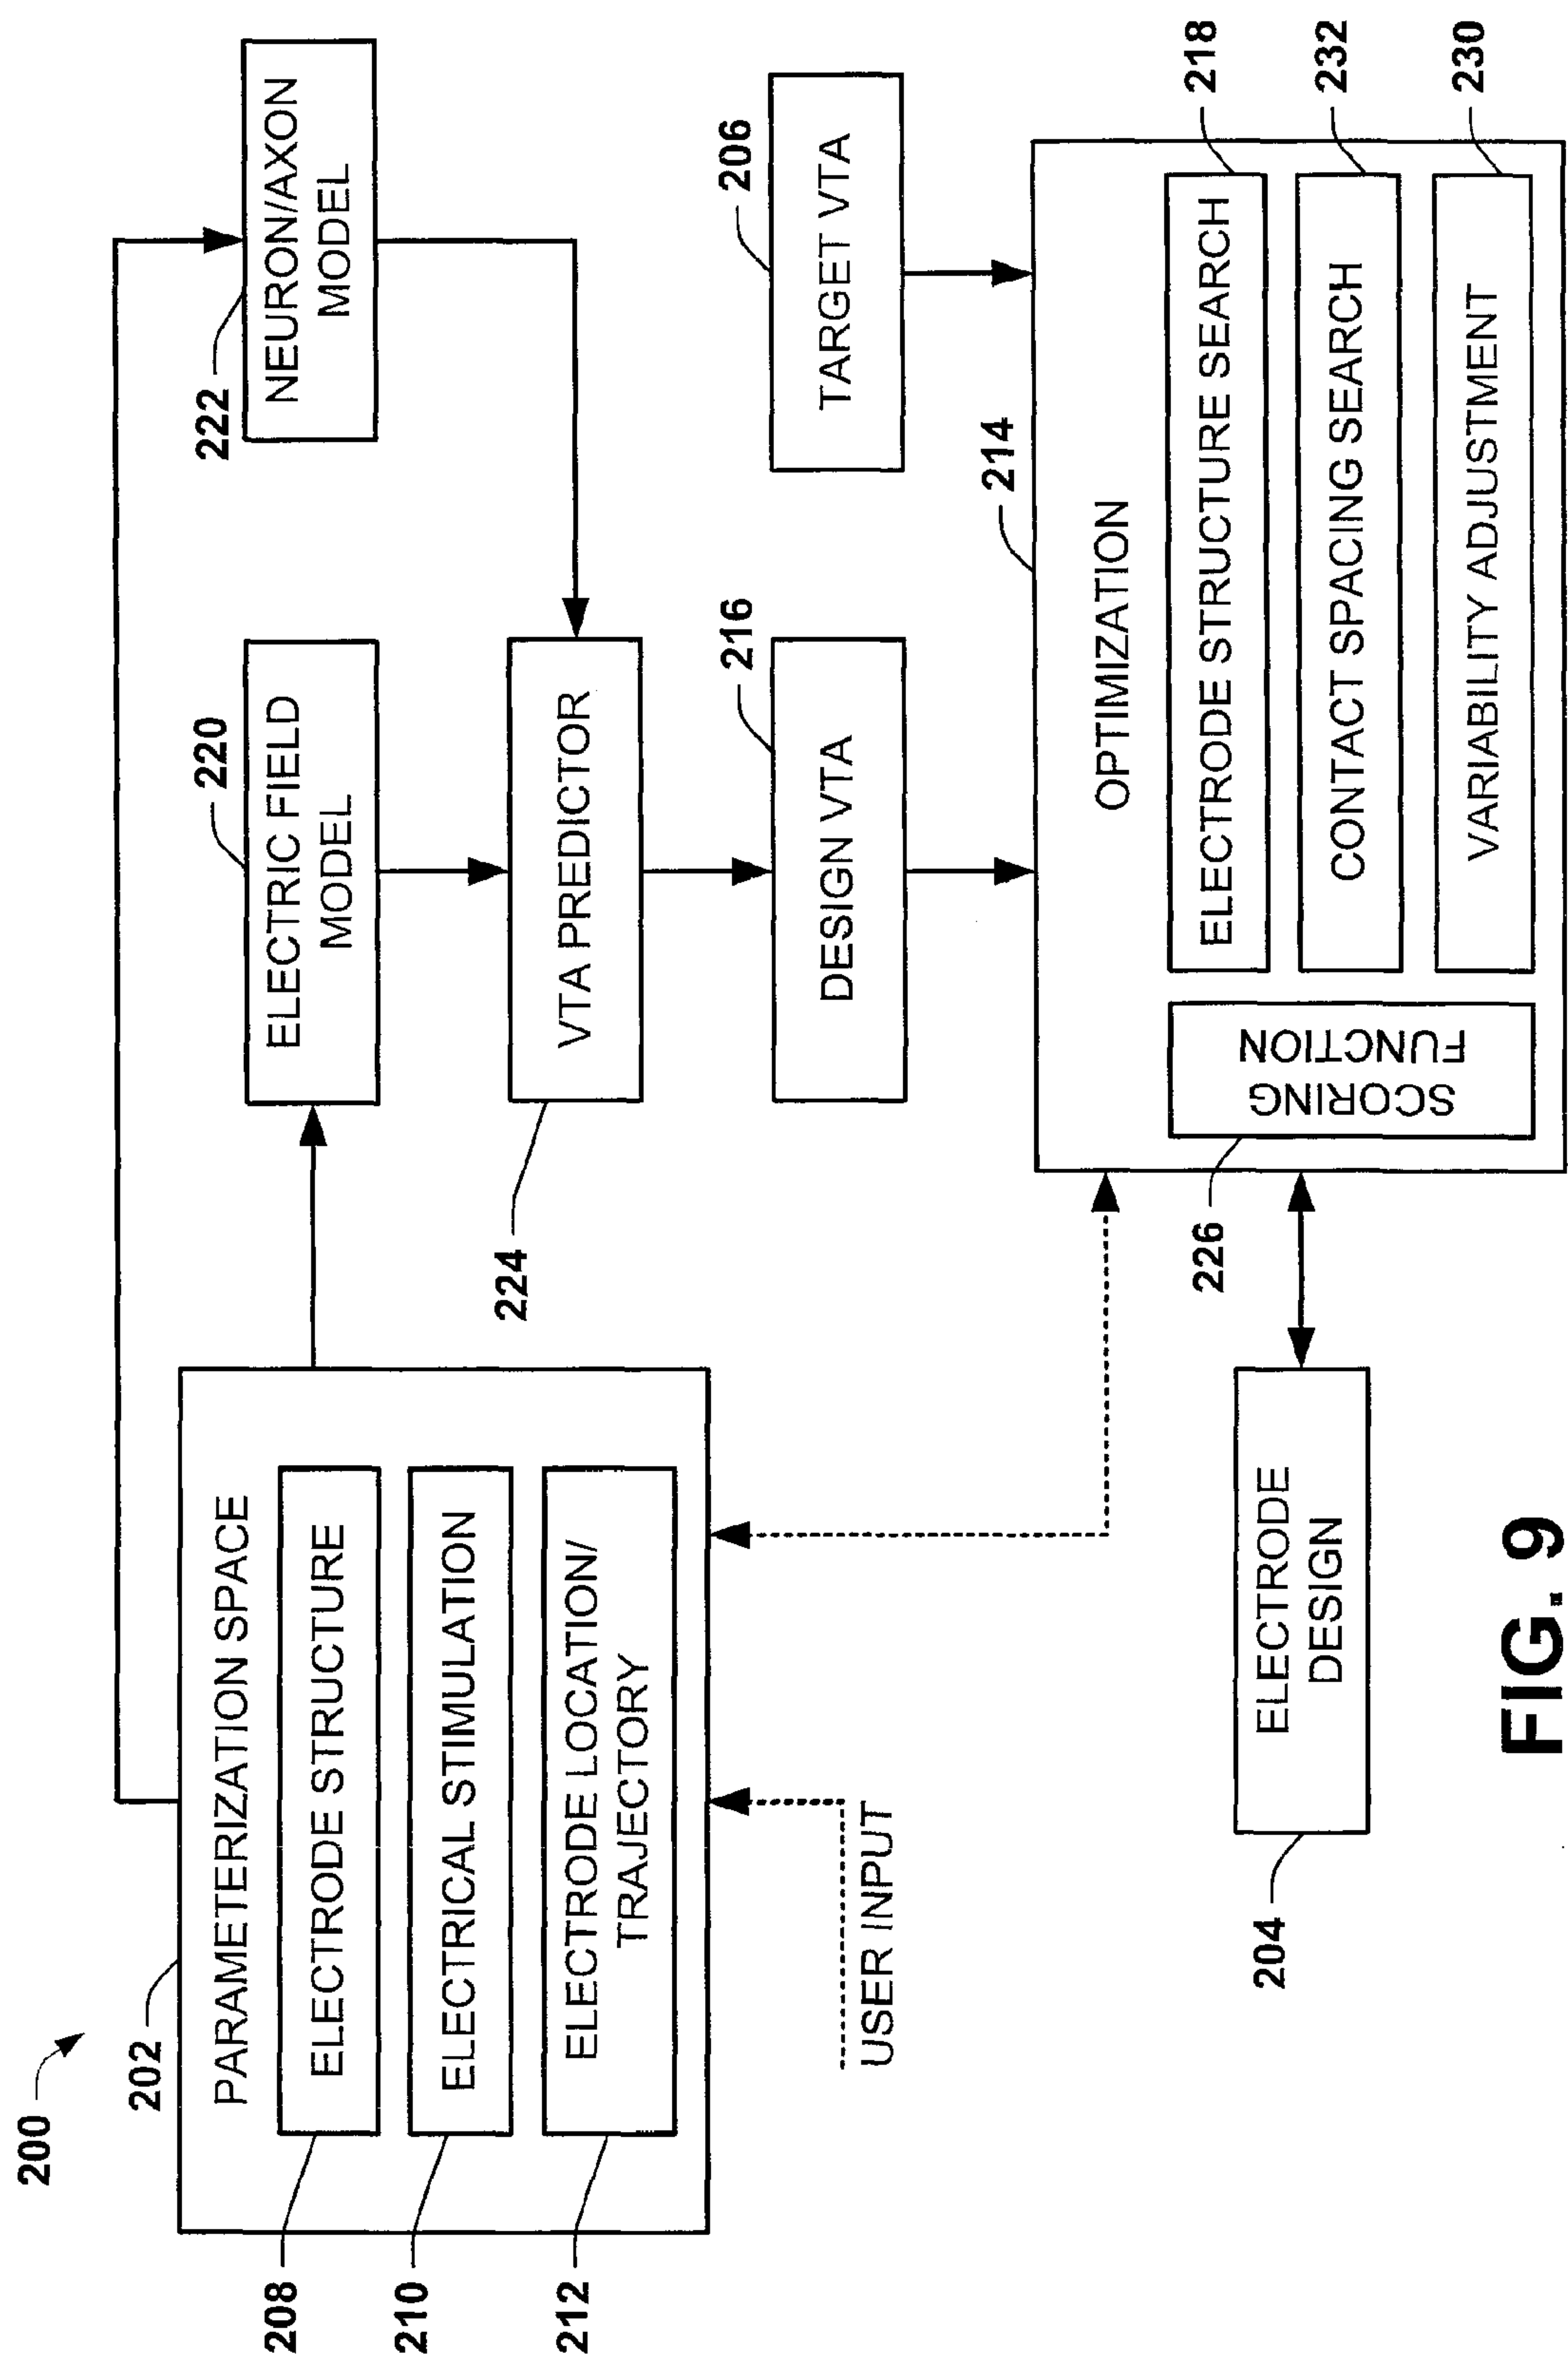 200
202
PARAMETERIZATION SPACE
ELECTRODE STRUCTURE
208
ELECTRICAL STIMULATION
210
ELECTRODE LOCATION/
TRAJECTORY
212
USER INPUT
220
ELECTRIC FIELD
MODEL
222
NEURON/AXON
MODEL
VTA PREDICTOR
224
216
DESIGN VTA
206
TARGET VTA
214
OPTIMIZATION
ELECTRODE STRUCTURE SEARCH
218
CONTACT SPACING SEARCH
232
VARIABILITY ADJUSTMENT
230
SCORING
FUNCTION
226
ELECTRODE
DESIGN
204
FIG. 9